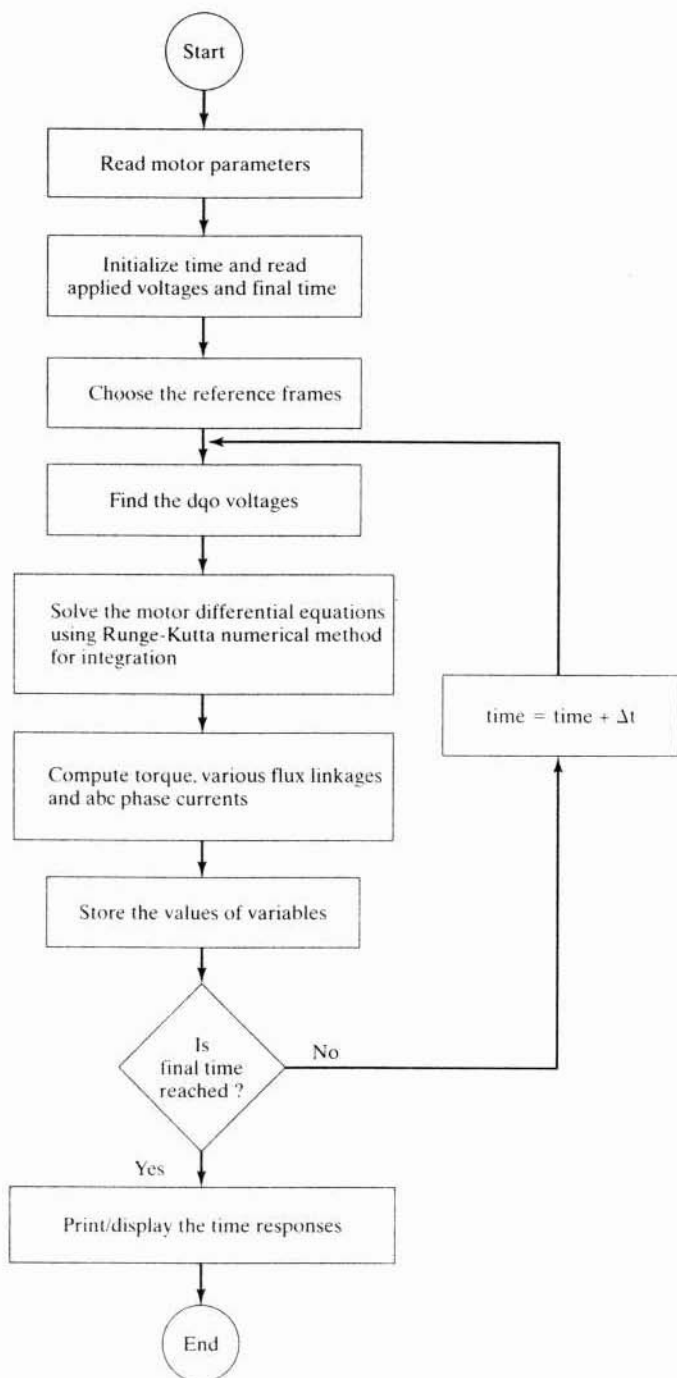 Start
Read motor parameters
Initialize time and read
applied voltages and final time
Choose the reference frames
Find the dqo voltages
Solve the motor differential equations
using Runge-Kutta numerical method
for integration
time = time + Δt
Compute torque, various flux linkages
and abc phase currents
Store the values of variables
Is
final time
reached ?
No
Yes
Print/display the time responses
End